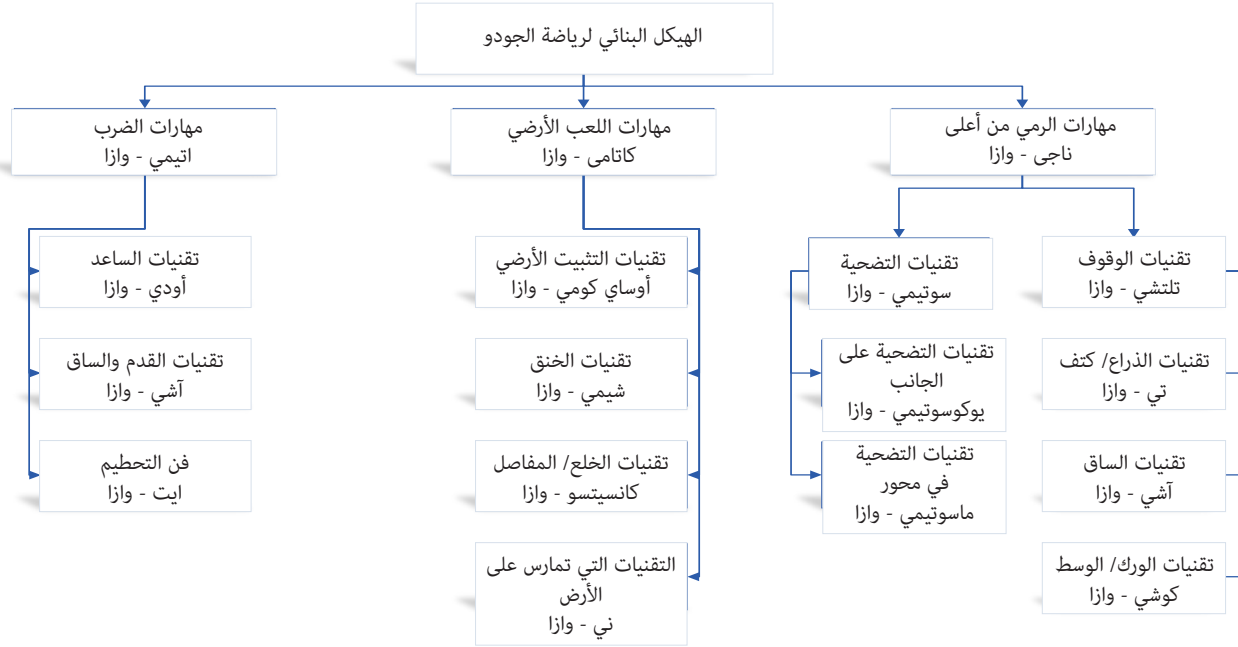 الهيكل البنائي لرياضة الجودو
مهارات الرمي من أعلى
ناجى - وازا
تقنيات الوقوف
تلتشي - وازا
تقنيات الذراع/ كتف
تي - وازا
تقنيات الساق
آشي - وازا
تقنيات الورك/ الوسط
كوشي - وازا
تقنيات التضحية
سوتيمي - وازا
تقنيات التضحية على
الجانب
يوكوسوتيمي - وازا
تقنيات التضحية
في محور
ماسوتيمي - وازا
مهارات اللعب الأرضي
كاتامى - وازا
تقنيات التثبيت الأرضي
أوساي كومي - وازا
تقنيات الخنق
شيمي - وازا
تقنيات الخلع/ المفاصل
كانسيتسو - وازا
التقنيات التي تمارس على
الأرض
ني - وازا
مهارات الضرب
اتيمي - وازا
تقنيات الساعد
أودي - وازا
تقنيات القدم والساق
آشي - وازا
فن التحطيم
ايت - وازا